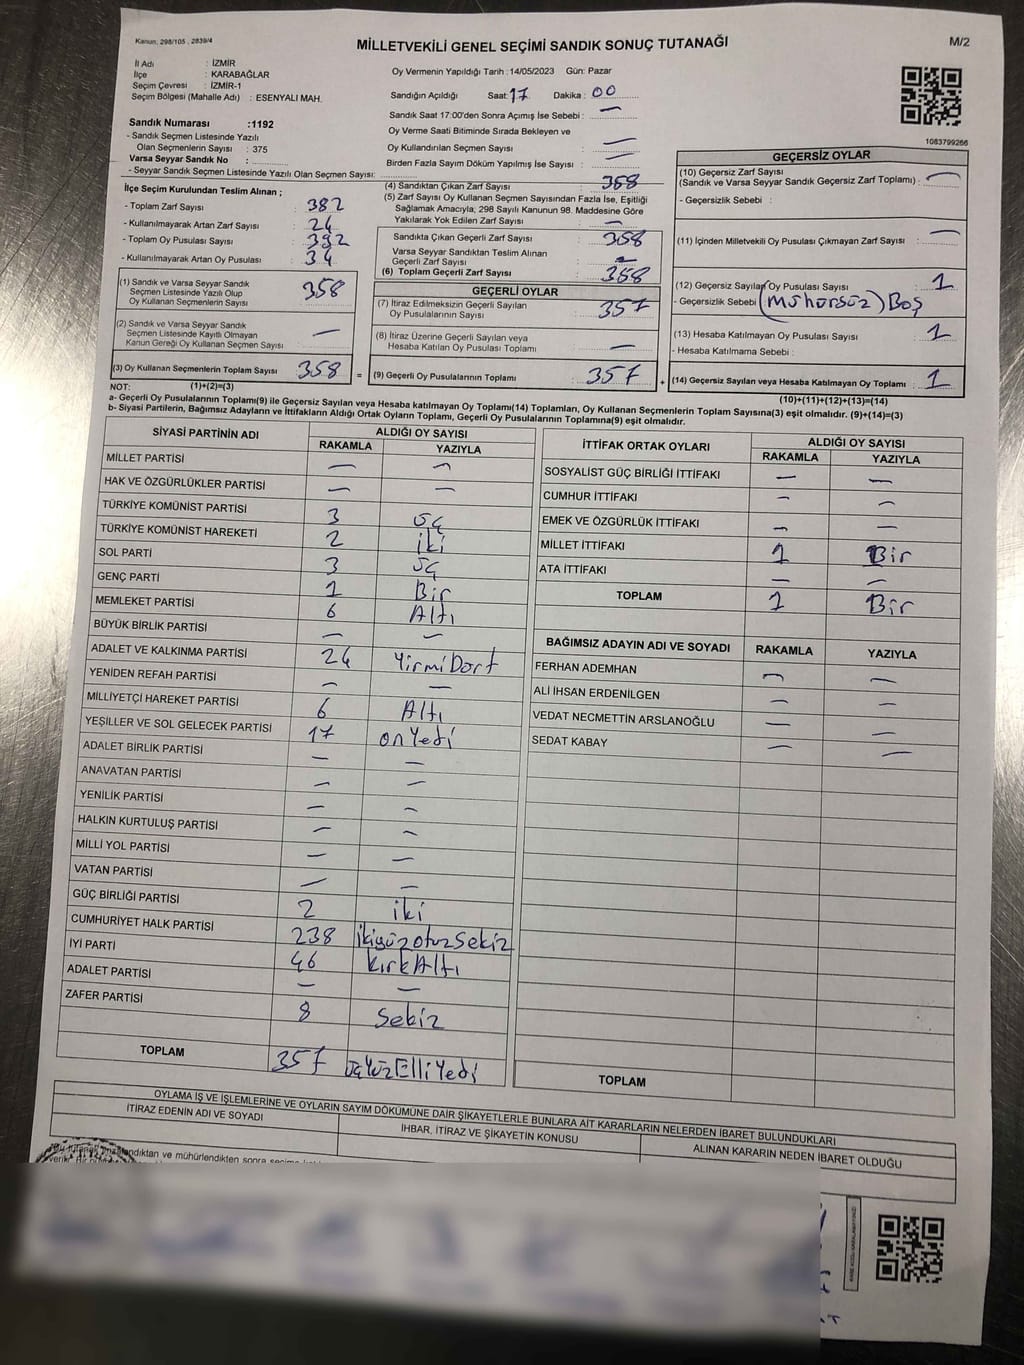 Kanun: 298/105 , 2839/4
MİLLETVEKİLİ GENEL SEÇİMİ SANDIK SONUÇ TUTANAĞI
M/2
İl Adı : İZMİR
İlçe : KARABAĞLAR
Seçim Çevresi : İZMİR-1
Seçim Bölgesi (Mahalle Adı) : ESENYALI MAH.
Oy Vermenin Yapıldığı Tarih : 14/05/2023 Gün: Pazar
Sandığın Açıldığı Saat: 17 Dakika : 00
Sandık Saat 17:00'den Sonra Açımış İse Sebebi : —
Oy Verme Saati Bitiminde Sırada Bekleyen ve
Oy Kullandırılan Seçmen Sayısı : —
Birden Fazla Sayım Döküm Yapılmış İse Sayısı : —
1083799266
Sandık Numarası :1192
- Sandık Seçmen Listesinde Yazılı
Olan Seçmenlerin Sayısı : 375
Varsa Seyyar Sandık No :
- Seyyar Sandık Seçmen Listesinde Yazılı Olan Seçmen Sayısı:
İlçe Seçim Kurulundan Teslim Alınan ;
- Toplam Zarf Sayısı : 382
- Kullanılmayarak Artan Zarf Sayısı : 24
- Toplam Oy Pusulası Sayısı : 392
- Kullanılmayarak Artan Oy Pusulası : 34
(1) Sandık ve Varsa Seyyar Sandık
Seçmen Listesinde Yazılı Olup
Oy Kullanan Seçmenlerin Sayısı : 358
(2) Sandık ve Varsa Seyyar Sandık
Seçmen Listesinde Kayıtlı Olmayan
Kanun Gereği Oy Kullanan Seçmen Sayısı : —
(3) Oy Kullanan Seçmenlerin Toplam Sayısı : 358 =
(4) Sandıktan Çıkan Zarf Sayısı : 358
(5) Zarf Sayısı Oy Kullanan Seçmen Sayısından Fazla İse, Eşitliği
Sağlamak Amacıyla; 298 Sayılı Kanunun 98. Maddesine Göre
Yakılarak Yok Edilen Zarf Sayısı : —
Sandıkta Çıkan Geçerli Zarf Sayısı : 358
Varsa Seyyar Sandıktan Teslim Alınan
Geçerli Zarf Sayısı : —
(6) Toplam Geçerli Zarf Sayısı : 358
GEÇERLİ OYLAR
(7) İtiraz Edilmeksizin Geçerli Sayılan
Oy Pusulalarının Sayısı : 357
(8) İtiraz Üzerine Geçerli Sayılan veya
Hesaba Katılan Oy Pusulası Toplamı : —
(9) Geçerli Oy Pusulalarının Toplamı : 357 +
GEÇERSİZ OYLAR
(10) Geçersiz Zarf Sayısı
(Sandık ve Varsa Seyyar Sandık Geçersiz Zarf Toplamı) : —
- Geçersizlik Sebebi :
(11) İçinden Milletvekili Oy Pusulası Çıkmayan Zarf Sayısı : —
(12) Geçersiz Sayılan Oy Pusulası Sayısı : 1
- Geçersizlik Sebebi : (Mühürsüz) Boş
(13) Hesaba Katılmayan Oy Pusulası Sayısı : 1
- Hesaba Katılmama Sebebi :
(14) Geçersiz Sayılan veya Hesaba Katılmayan Oy Toplamı : 1
NOT: (1)+(2)=(3) (10)+(11)+(12)+(13)=(14)
a- Geçerli Oy Pusulalarının Toplamı(9) ile Geçersiz Sayılan veya Hesaba katılmayan Oy Toplamı(14) Toplamları, Oy Kullanan Seçmenlerin Toplam Sayısına(3) eşit olmalıdır. (9)+(14)=(3)
b- Siyasi Partilerin, Bağımsız Adayların ve İttifakların Aldığı Ortak Oyların Toplamı, Geçerli Oy Pusulalarının Toplamına(9) eşit olmalıdır.
SİYASİ PARTİNİN ADI ALDIĞI OY SAYISI
RAKAMLA YAZIYLA
MİLLET PARTİSİ — —
HAK VE ÖZGÜRLÜKLER PARTİSİ — —
TÜRKİYE KOMÜNİST PARTİSİ 3 üç
TÜRKİYE KOMÜNİST HAREKETİ 2 iki
SOL PARTİ 3 üç
GENÇ PARTİ 1 Bir
MEMLEKET PARTİSİ 6 Altı
BÜYÜK BİRLİK PARTİSİ — —
ADALET VE KALKINMA PARTİSİ 24 YirmiDört
YENİDEN REFAH PARTİSİ — —
MİLLİYETÇİ HAREKET PARTİSİ 6 Altı
YEŞİLLER VE SOL GELECEK PARTİSİ 17 onYedi
ADALET BİRLİK PARTİSİ — —
ANAVATAN PARTİSİ — —
YENİLİK PARTİSİ — —
HALKIN KURTULUŞ PARTİSİ — —
MİLLİ YOL PARTİSİ — —
VATAN PARTİSİ — —
GÜÇ BİRLİĞİ PARTİSİ 2 iki
CUMHURİYET HALK PARTİSİ 238 ikiyüzotuzSekiz
İYİ PARTİ 46 KırkAltı
ADALET PARTİSİ — —
ZAFER PARTİSİ 8 Sekiz
TOPLAM 357 üçYüzElliYedi
İTTİFAK ORTAK OYLARI ALDIĞI OY SAYISI
RAKAMLA YAZIYLA
SOSYALİST GÜÇ BİRLİĞİ İTTİFAKI — —
CUMHUR İTTİFAKI — —
EMEK VE ÖZGÜRLÜK İTTİFAKI — —
MİLLET İTTİFAKI 1 Bir
ATA İTTİFAKI — —
TOPLAM 1 Bir
BAĞIMSIZ ADAYIN ADI VE SOYADI RAKAMLA YAZIYLA
FERHAN ADEMHAN — —
ALİ İHSAN ERDENİLGEN — —
VEDAT NECMETTİN ARSLANOĞLU — —
SEDAT KABAY — —
TOPLAM
OYLAMA İŞ VE İŞLEMLERİNE VE OYLARIN SAYIM DÖKÜMÜNE DAİR ŞİKAYETLERLE BUNLARA AİT KARARLARIN NELERDEN İBARET BULUNDUKLARI
İTİRAZ EDENİN ADI VE SOYADI İHBAR, İTİRAZ VE ŞİKAYETİN KONUSU ALINAN KARARIN NEDEN İBARET OLDUĞU